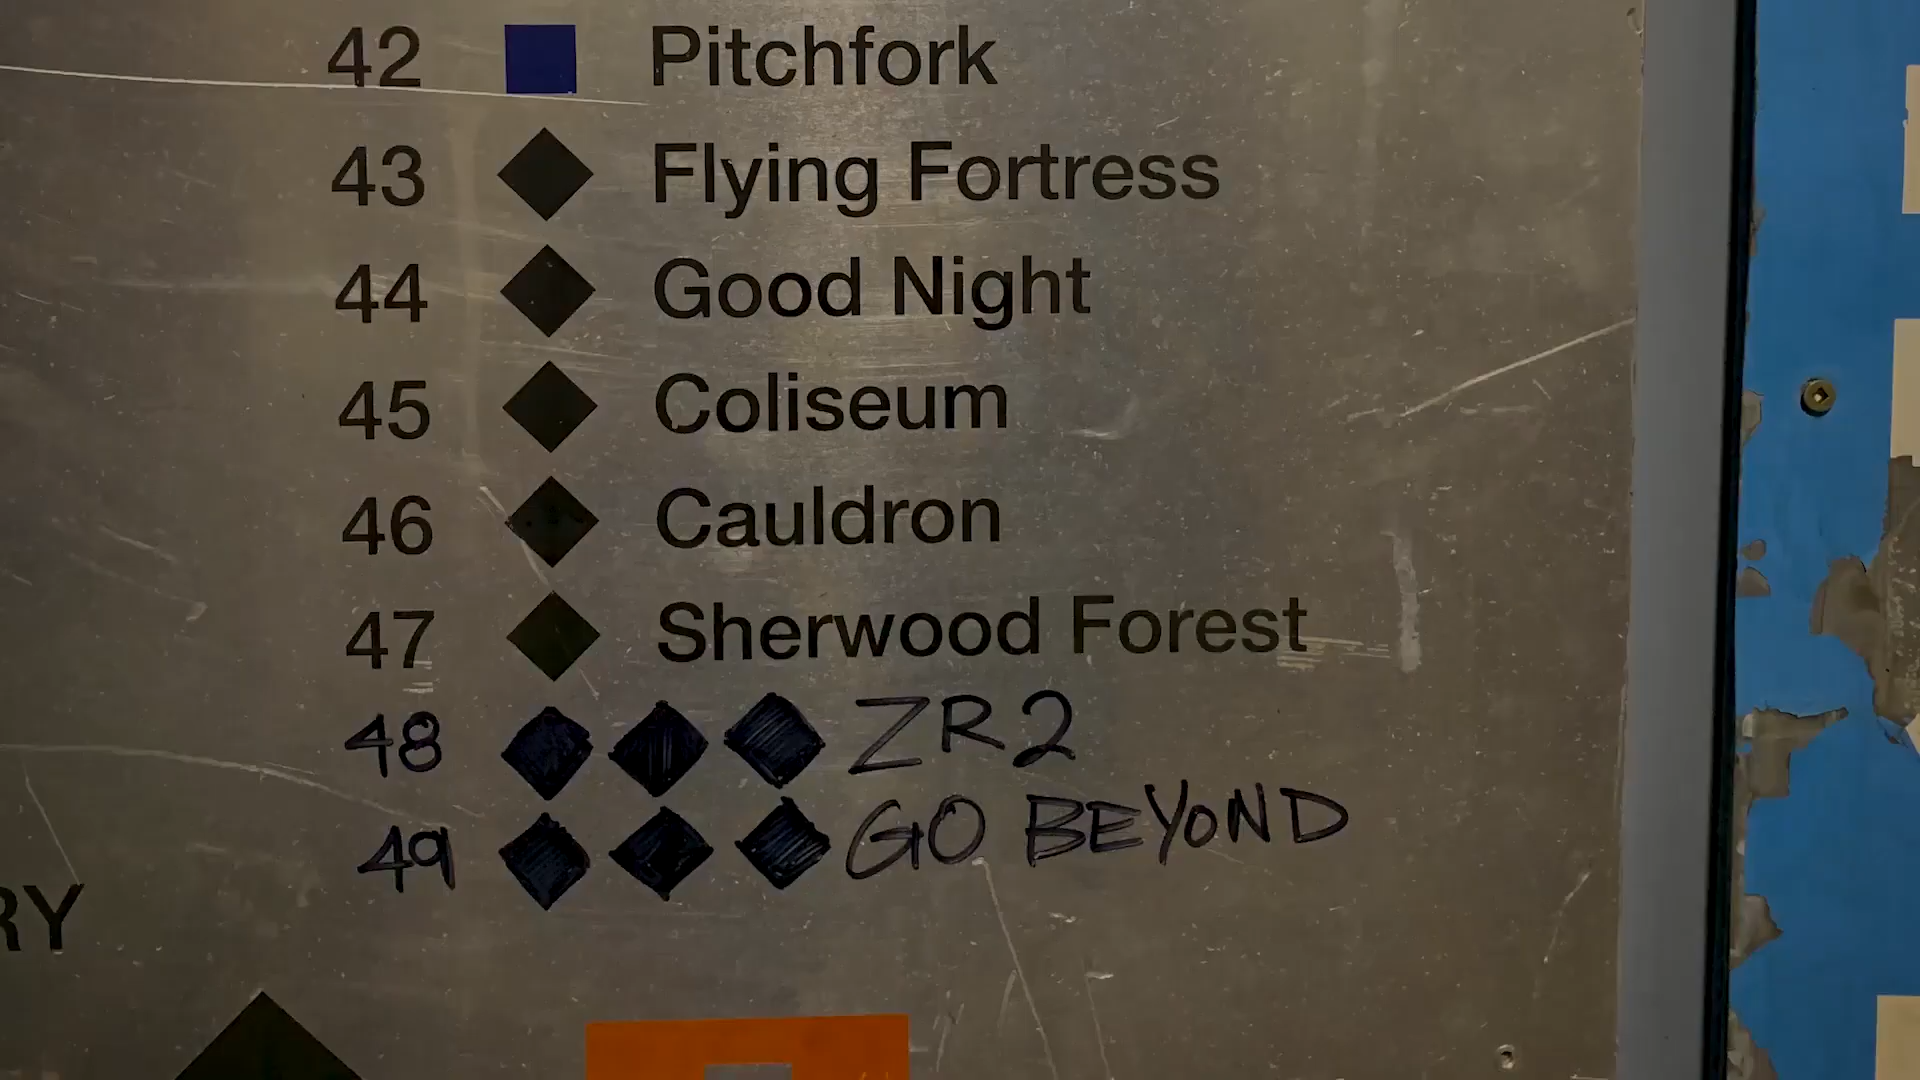 42 Pitchfork
43 Flying Fortress
44 Good Night
45 Coliseum
46 Cauldron
47 Sherwood Forest
48 ZR2
49 GO BEYOND
RY